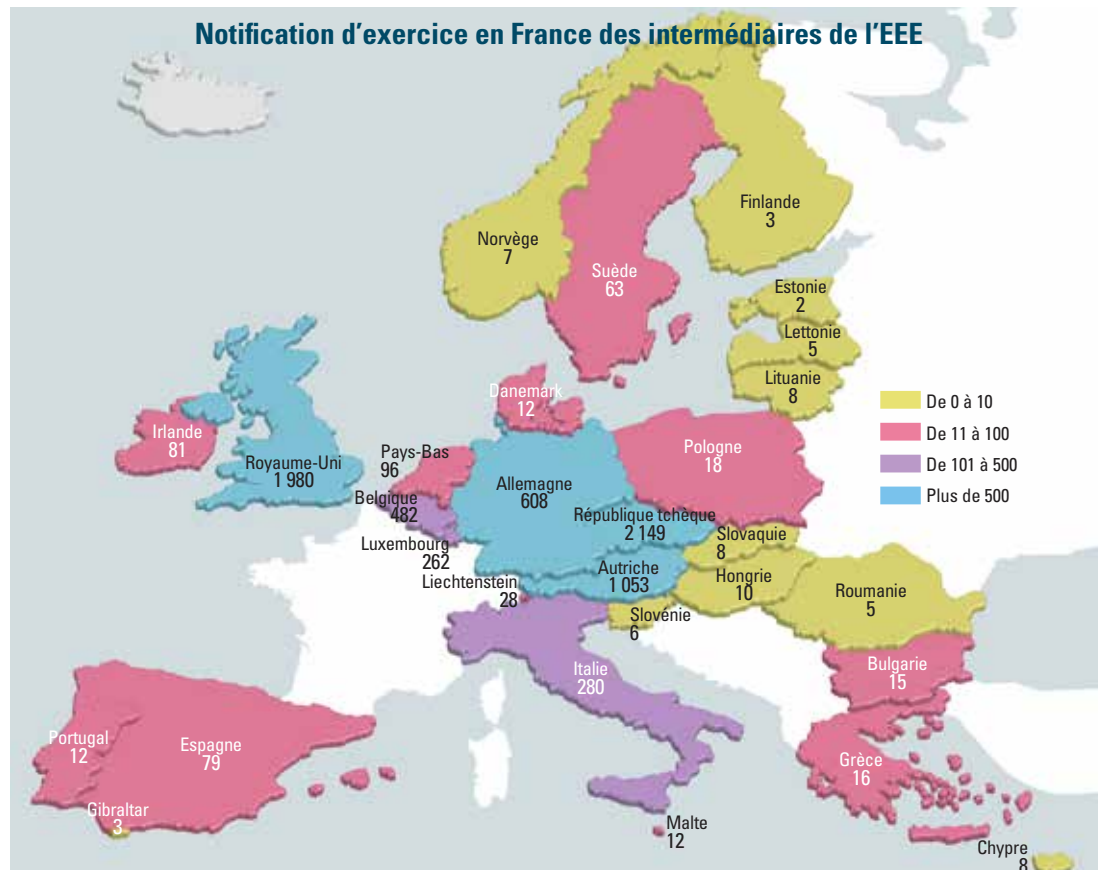 Notification d'exercice en France des intermédiaires de l'EEE
Finlande
3
Norvège
7
Suède
63
Estonie
2
Lettonie
5
Lituanie
8
Danemark
12
De 0 à 10
De 11 à 100
De 101 à 500
Plus de 500
Irlande
81
Royaume-Uni
1 980
Pays-Bas
96
Pologne
18
Allemagne
608
Belgique
482
République tchèque
2 149
Luxembourg
262
Slovaquie
8
Autriche
1 053
Liechtenstein
28
Hongrie
10
Roumanie
5
Slovénie
6
Italie
280
Bulgarie
15
Portugal
12
Espagne
79
Grèce
16
Gibraltar
3
Malte
12
Chypre
8